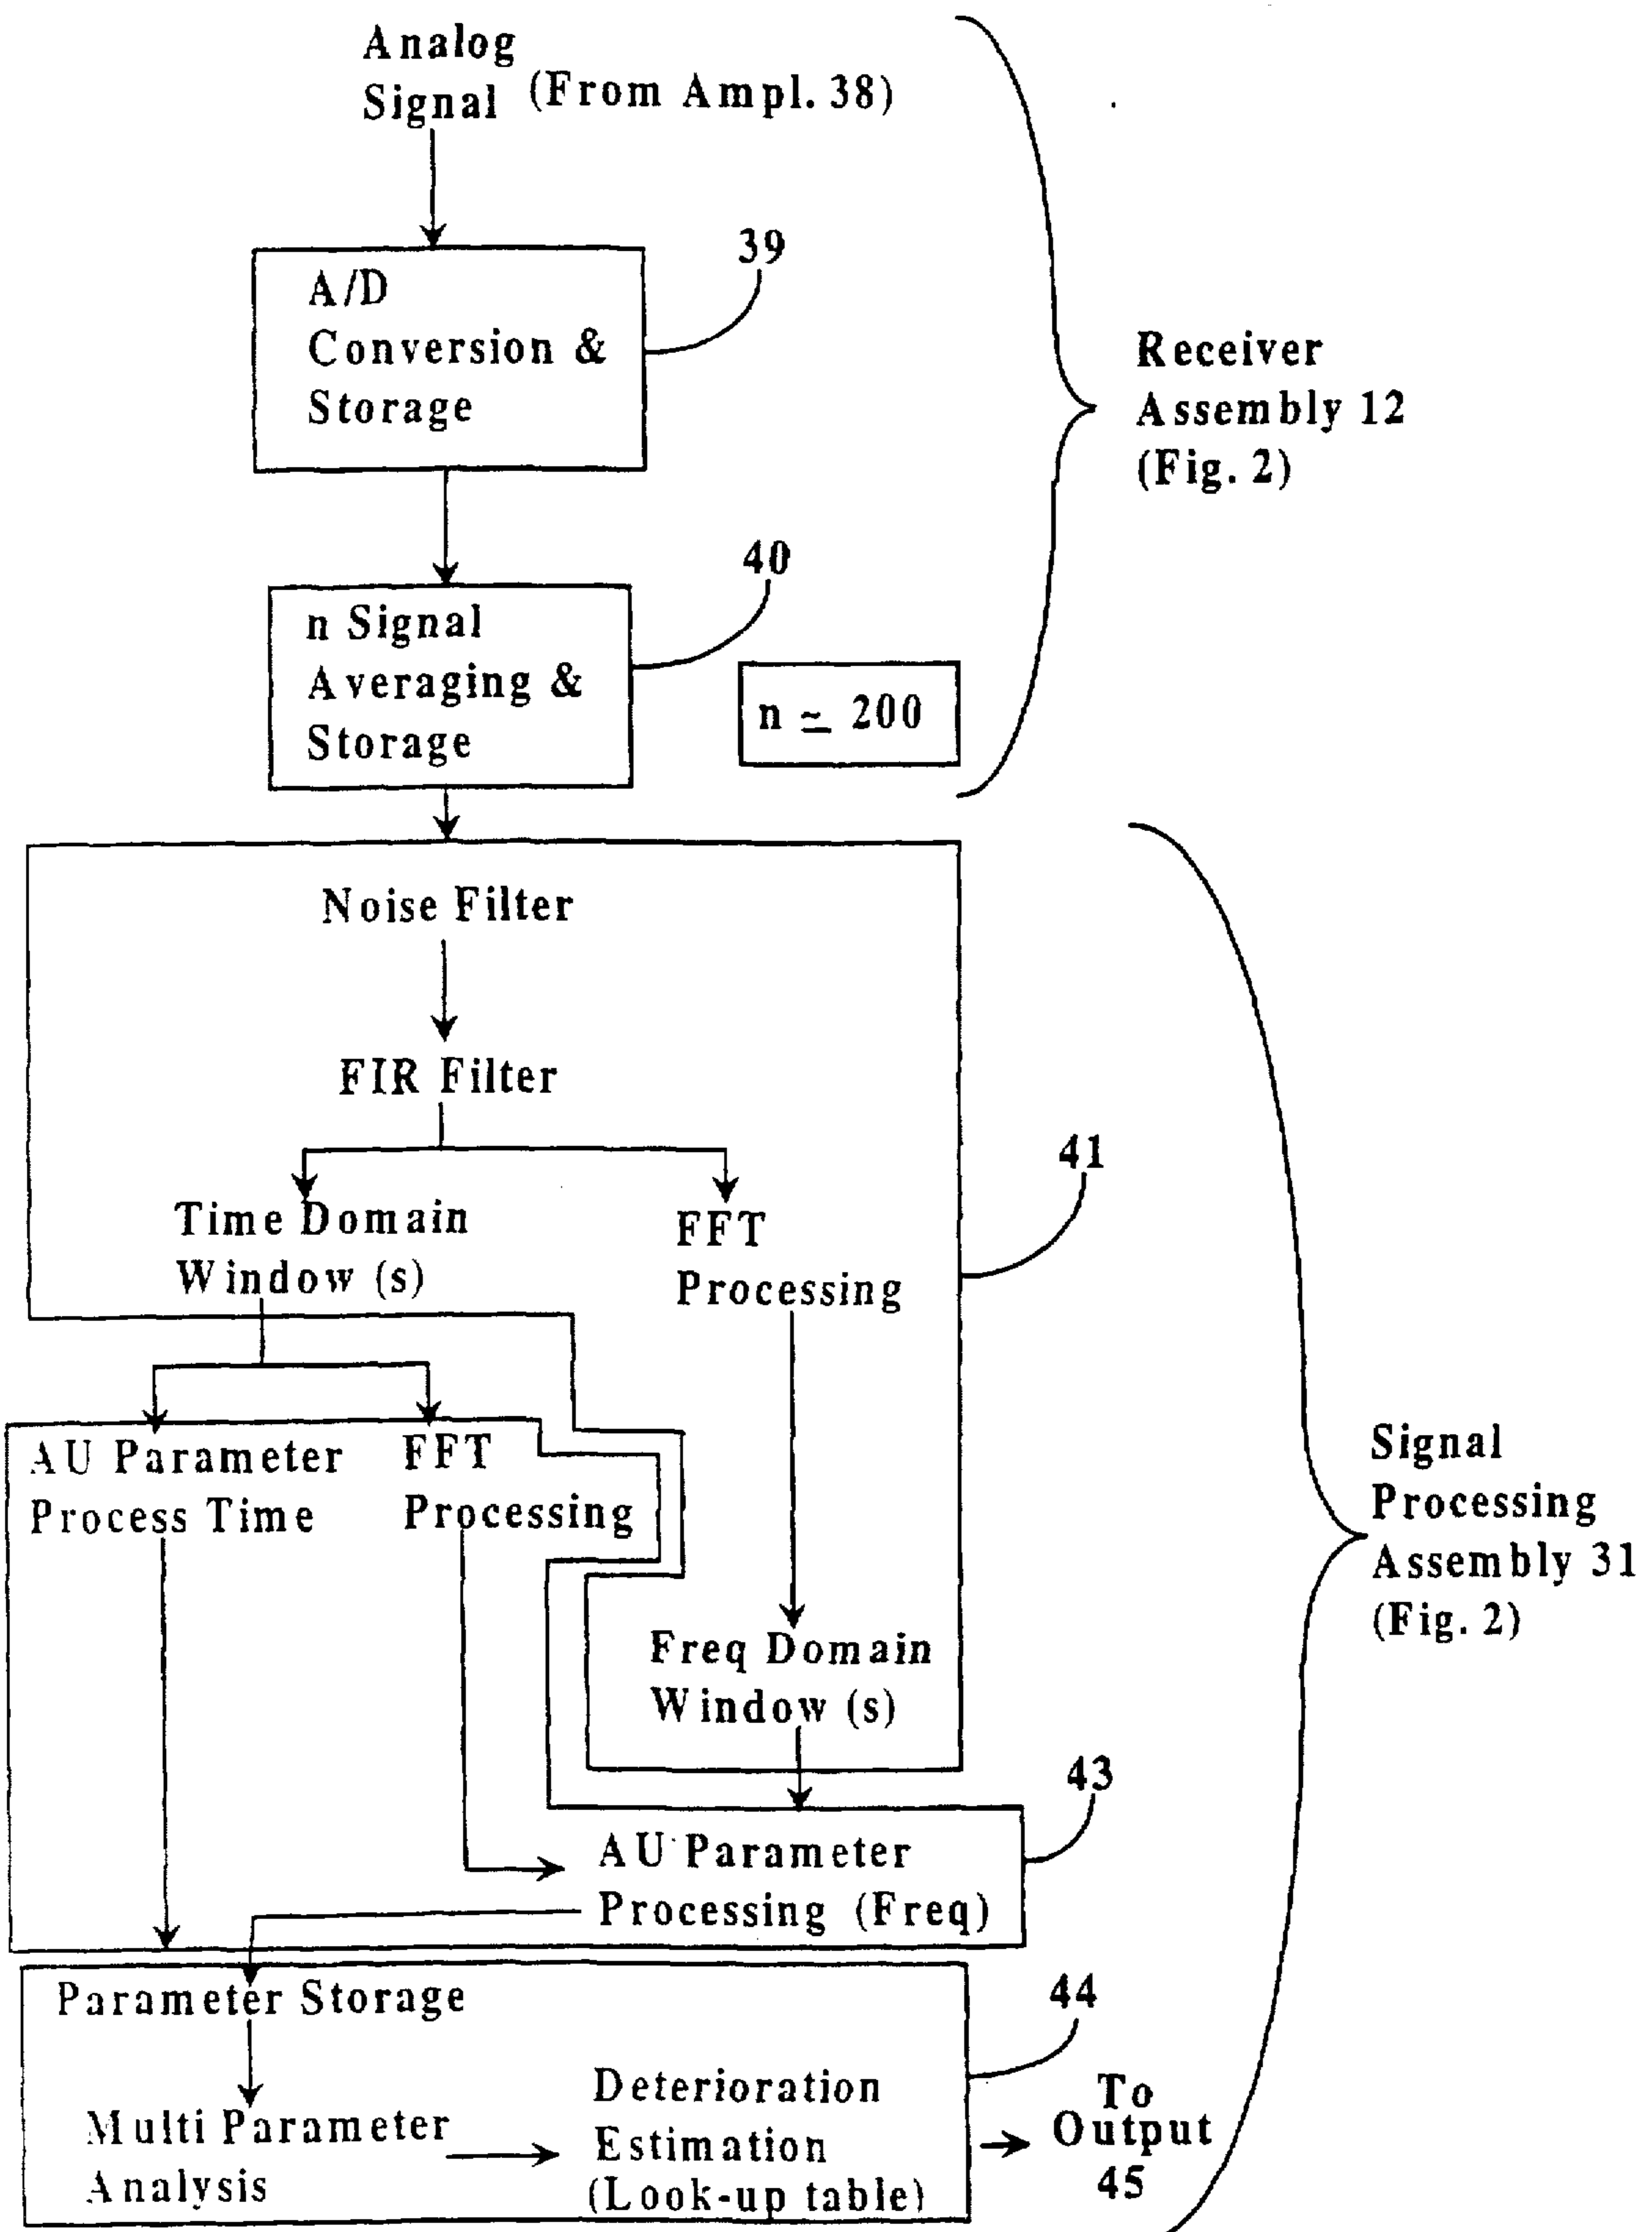 Analog
Signal (From Ampl. 38)
A/D
Conversion &
Storage
39
Receiver
Assembly 12
(Fig. 2)
n Signal
Averaging &
Storage
40
n ≃ 200
Noise Filter
FIR Filter
Time Domain
Window (s)
FFT
Processing
41
AU Parameter
Process Time
FFT
Processing
Signal
Processing
Assembly 31
(Fig. 2)
Freq Domain
Window (s)
43
AU Parameter
Processing (Freq)
Parameter Storage
44
Multi Parameter
Analysis
Deterioration
Estimation
(Look-up table)
To
Output
45